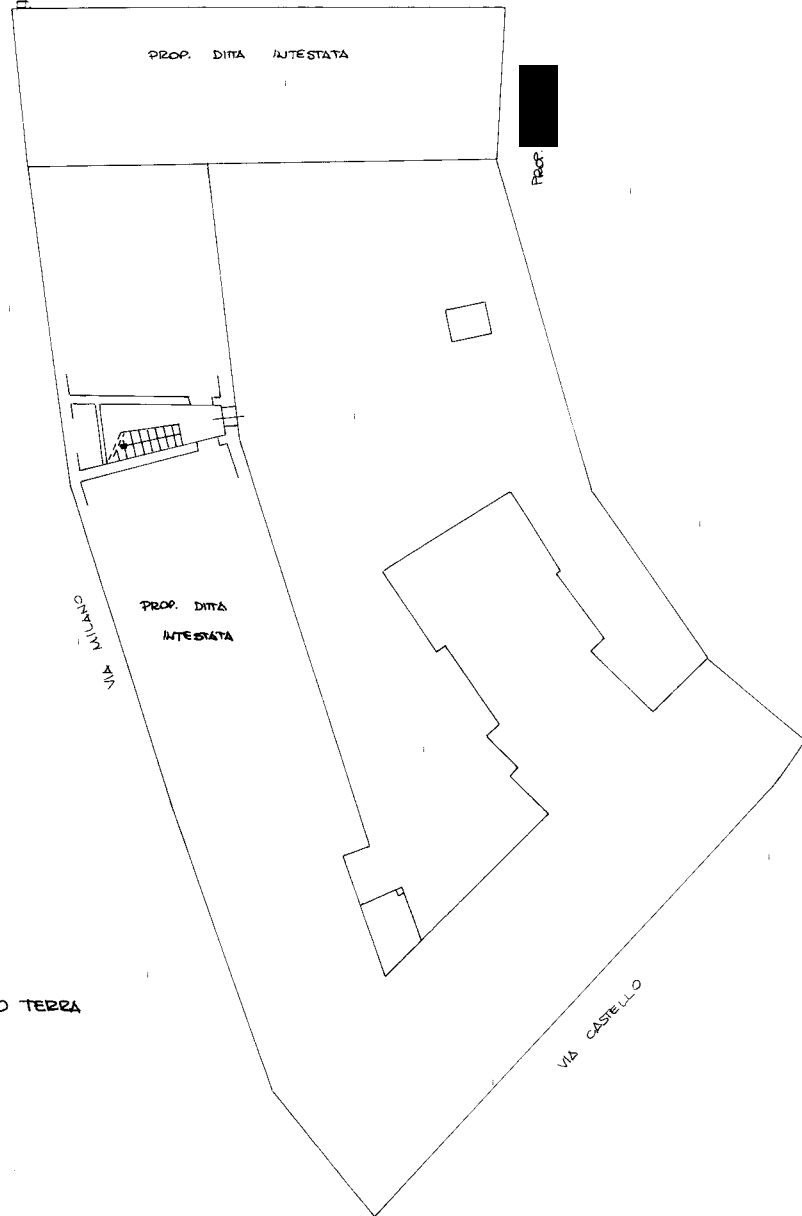 PROP. DITTA INTESTATA
PROP.
VIA MILANO
PROP. DITTA
INTESTATA
O TERRA
VIA CASTELLO